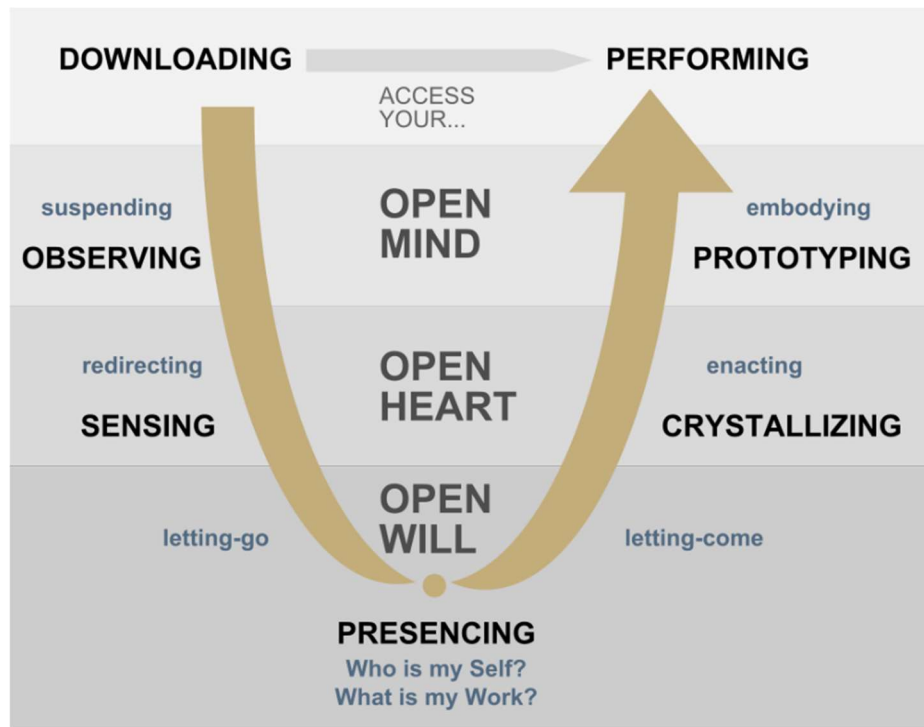 DOWNLOADING
PERFORMING
ACCESS
YOUR...
suspending
OPEN
MIND
embodying
OBSERVING
PROTOTYPING
redirecting
OPEN
HEART
enacting
SENSING
CRYSTALLIZING
OPEN
WILL
letting-go
letting-come
PRESENCING
Who is my Self?
What is my Work?